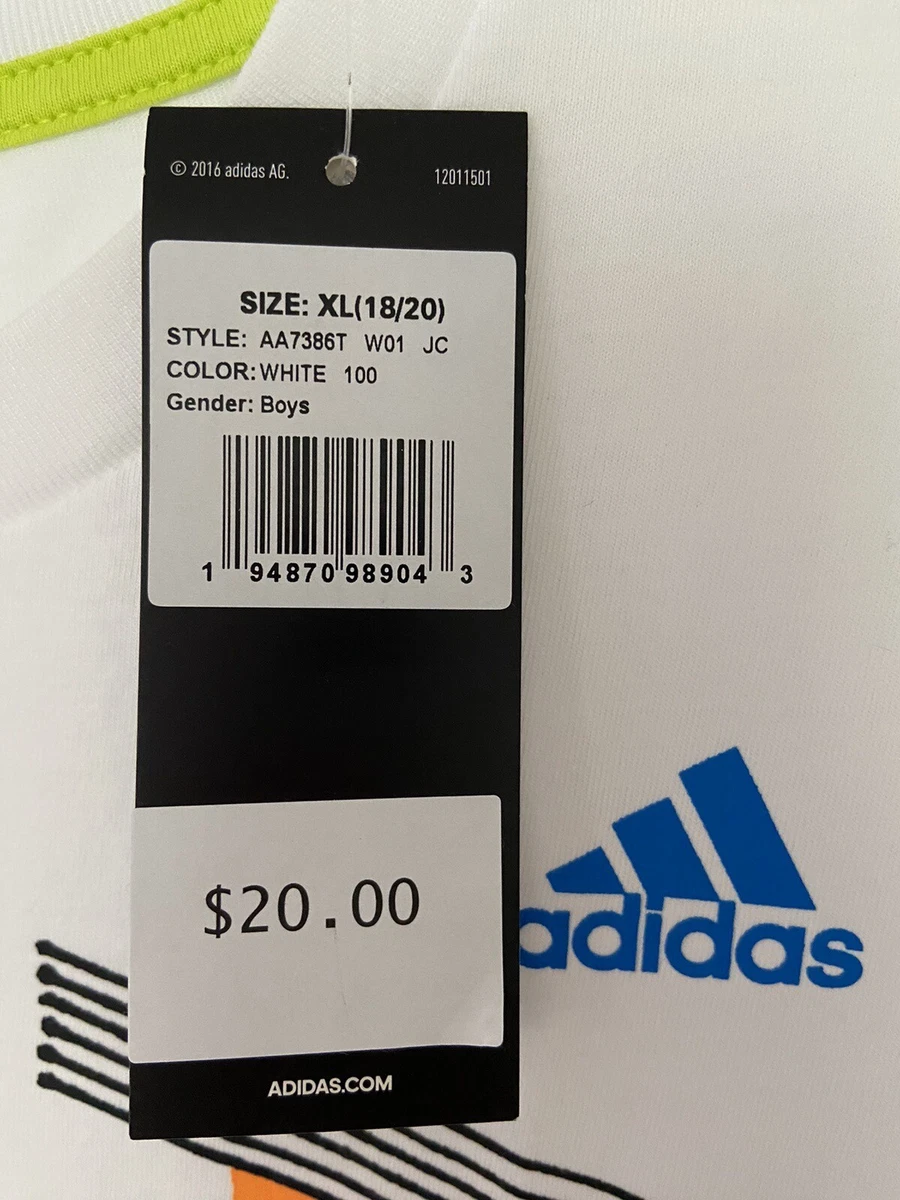 © 2016 adidas AG.
12011501
SIZE: XL(18/20)
STYLE: AA7386T W01 JC
COLOR: WHITE 100
Gender: Boys
1 94870 98904 3
$20.00
adidas
ADIDAS.COM